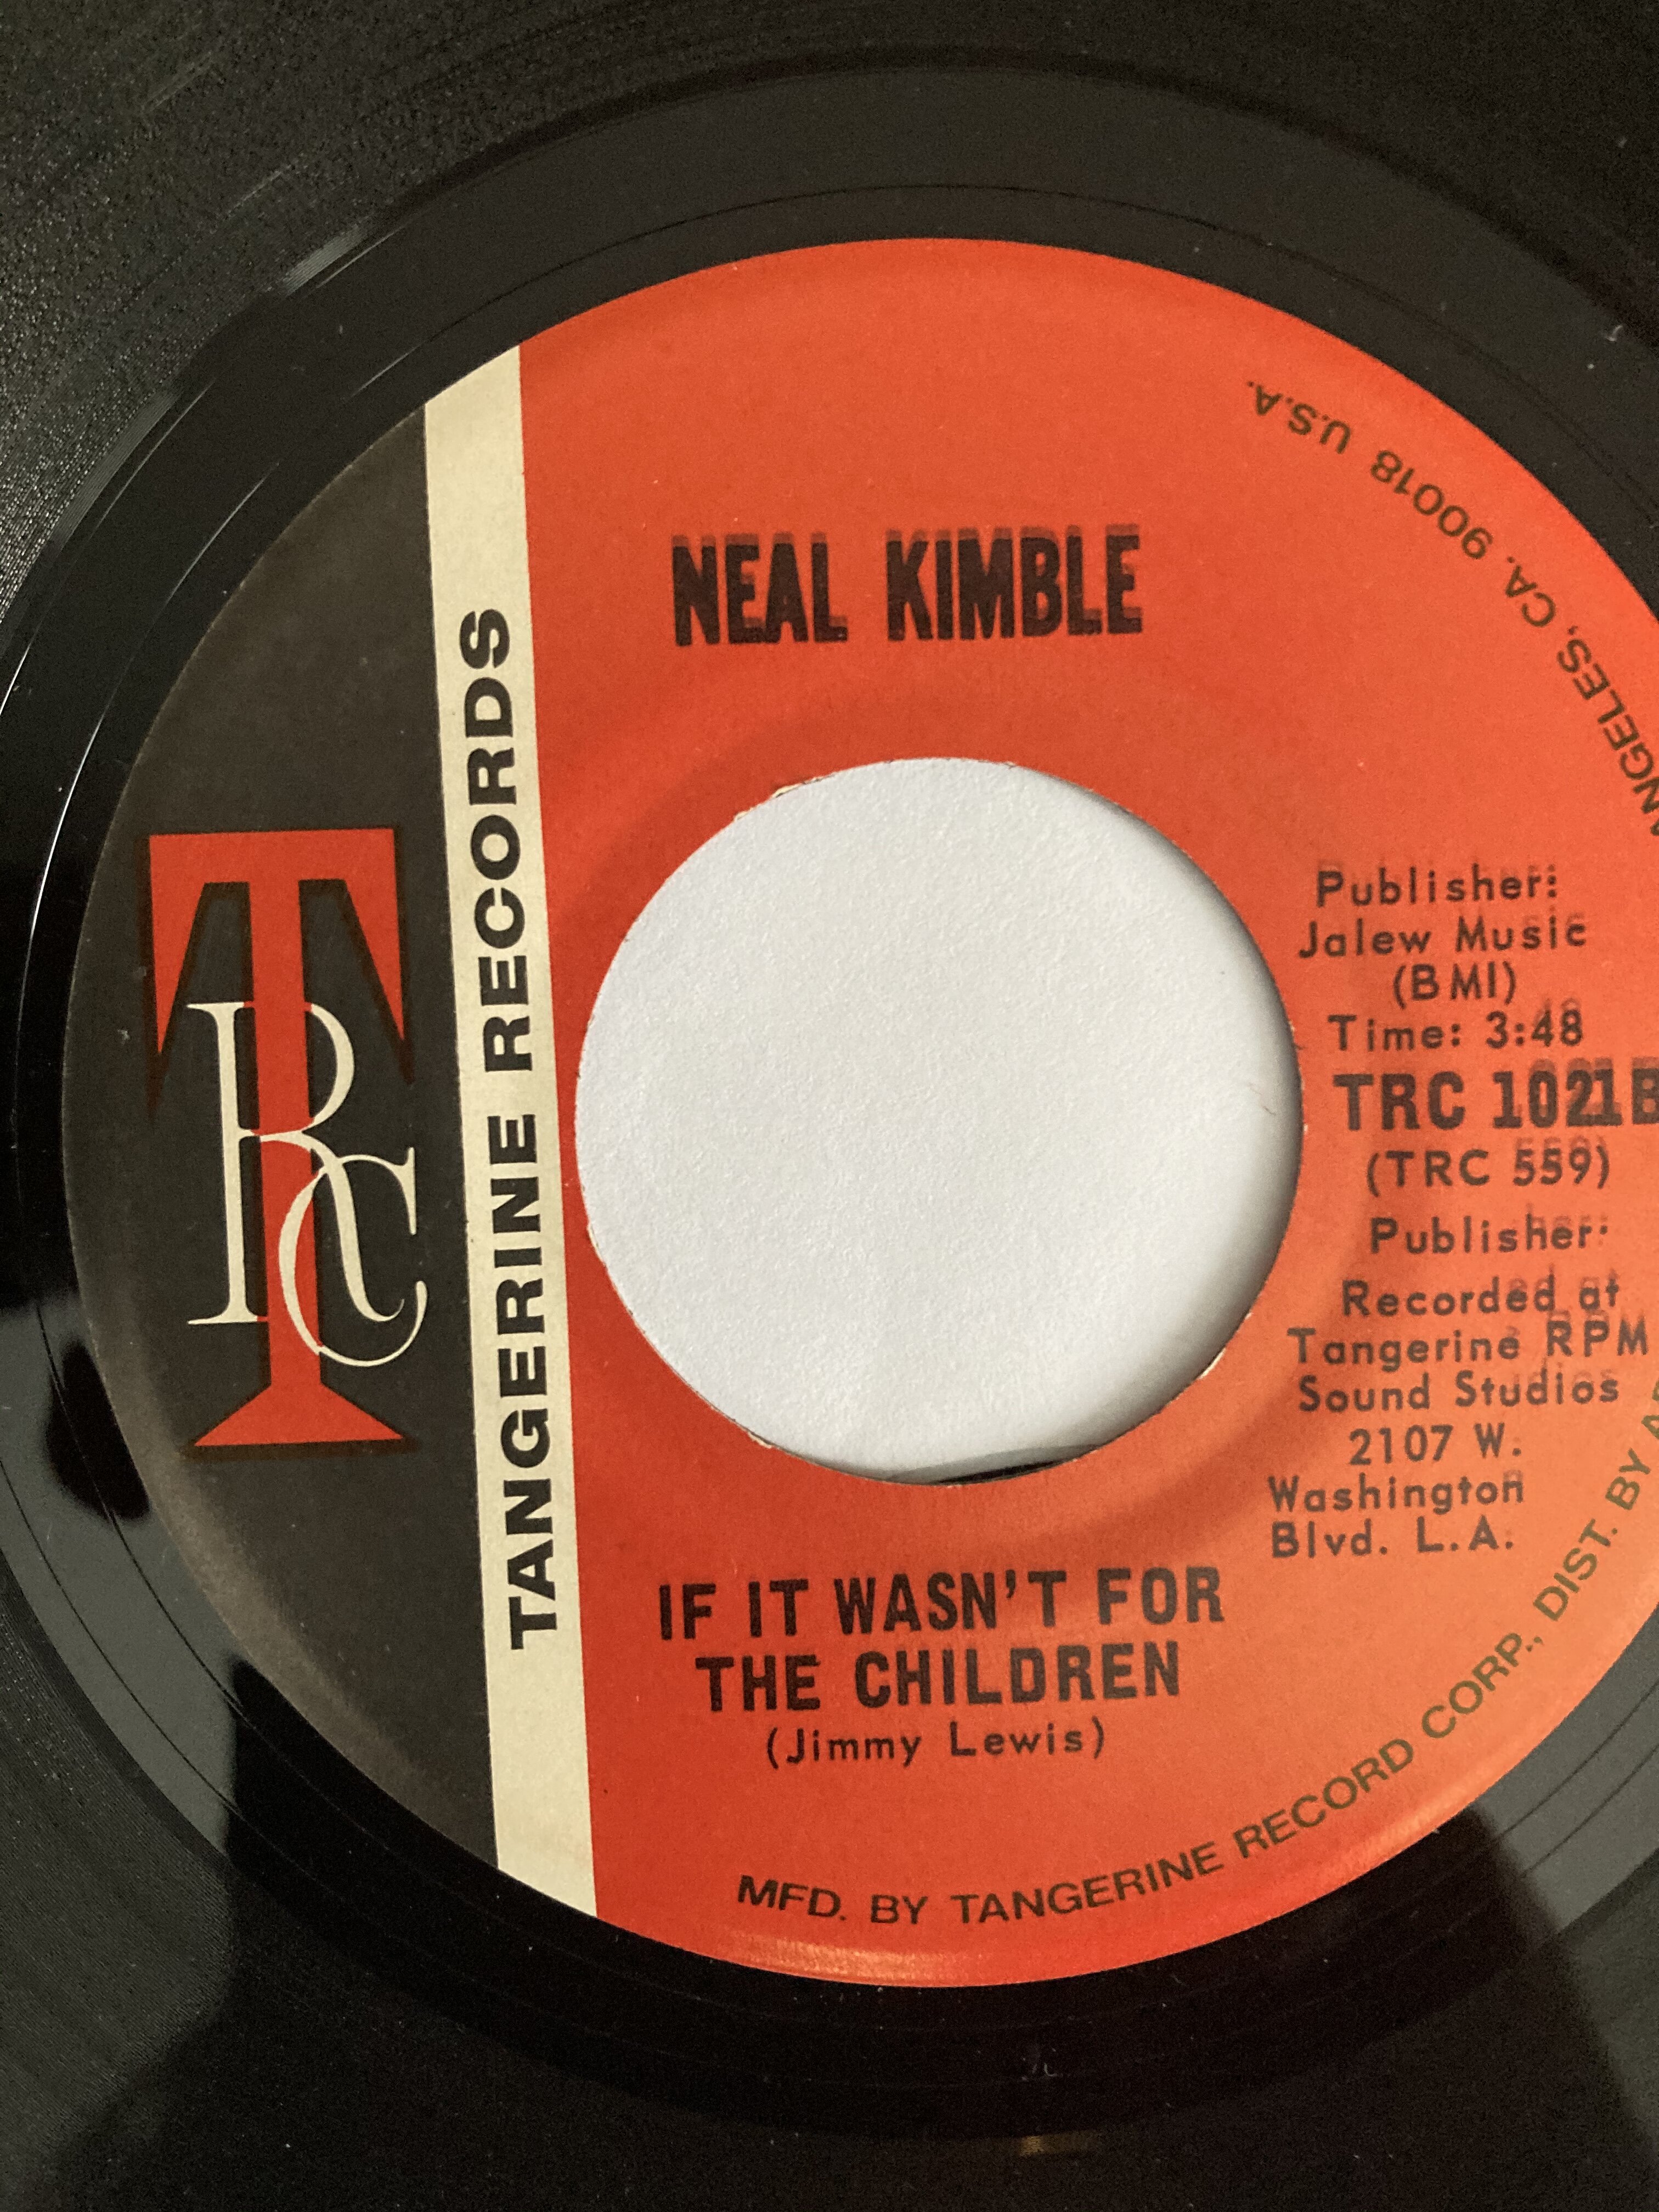 TRC
TANGERINE RECORDS
NEAL KIMBLE
Publisher:
Jalew Music
(BMI)
Time: 3:48
TRC 1021B
(TRC 559)
Publisher:
Recorded at
Tangerine RPM
Sound Studios
2107 W.
Washington
Blvd. L.A.
IF IT WASN'T FOR
THE CHILDREN
(Jimmy Lewis)
MFD. BY TANGERINE RECORD CORP., DIST. BY
CA. 90018 U.S.A.